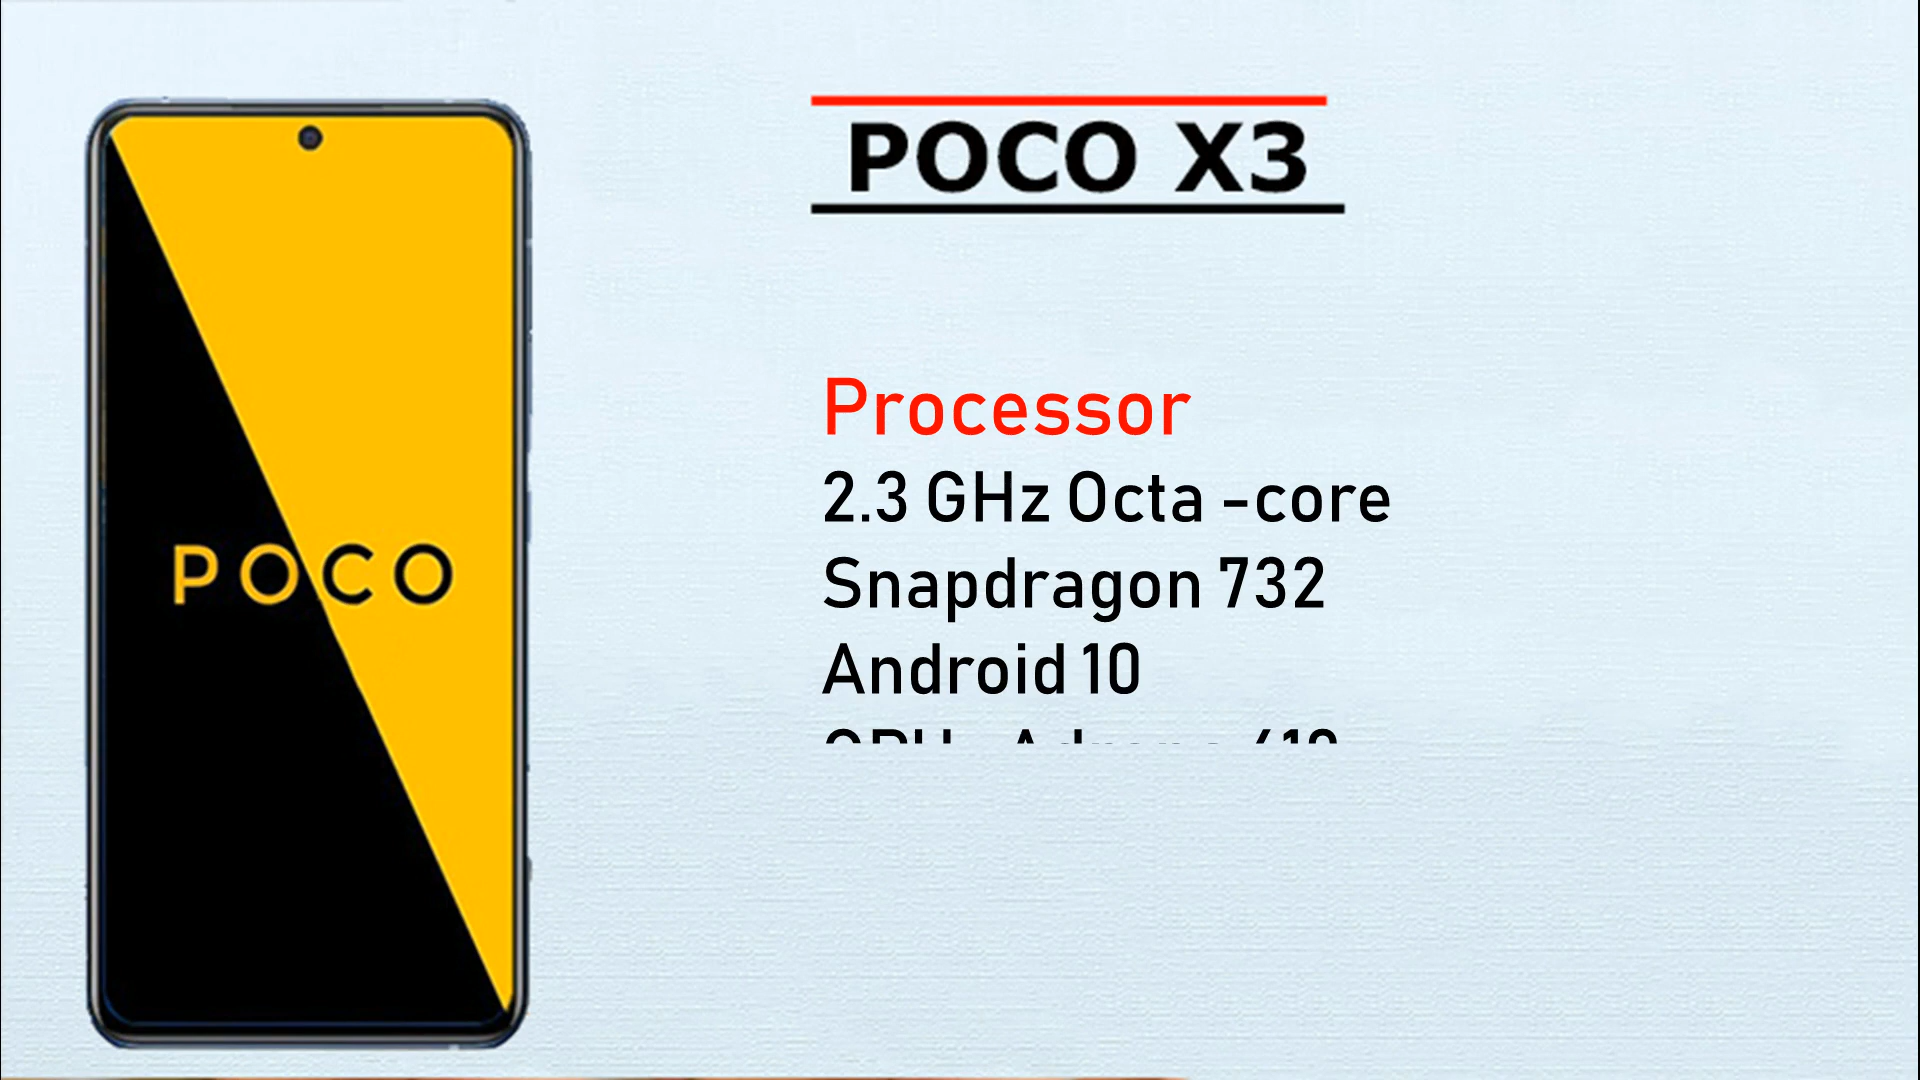 POCO X3
POCO
Processor
2.3 GHz Octa -core
Snapdragon 732
Android 10